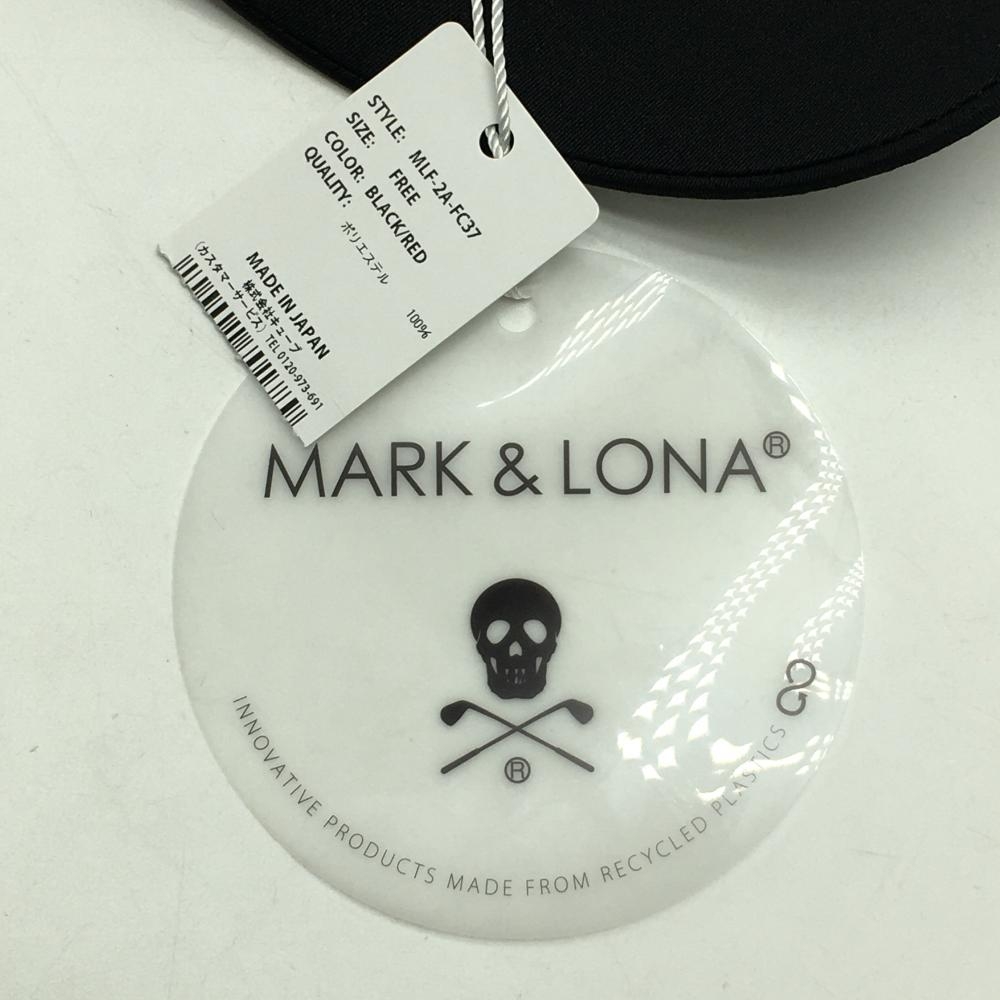 STYLE: MLF-2A-FC37
SIZE: FREE
COLOR: BLACK/RED
QUALITY:
ポリエステル 100%
MADE IN JAPAN
株式会社キューブ
(カスタマーサービス) TEL 0120-973-691
MARK & LONA®
®
INNOVATIVE PRODUCTS MADE FROM RECYCLED PLASTICS